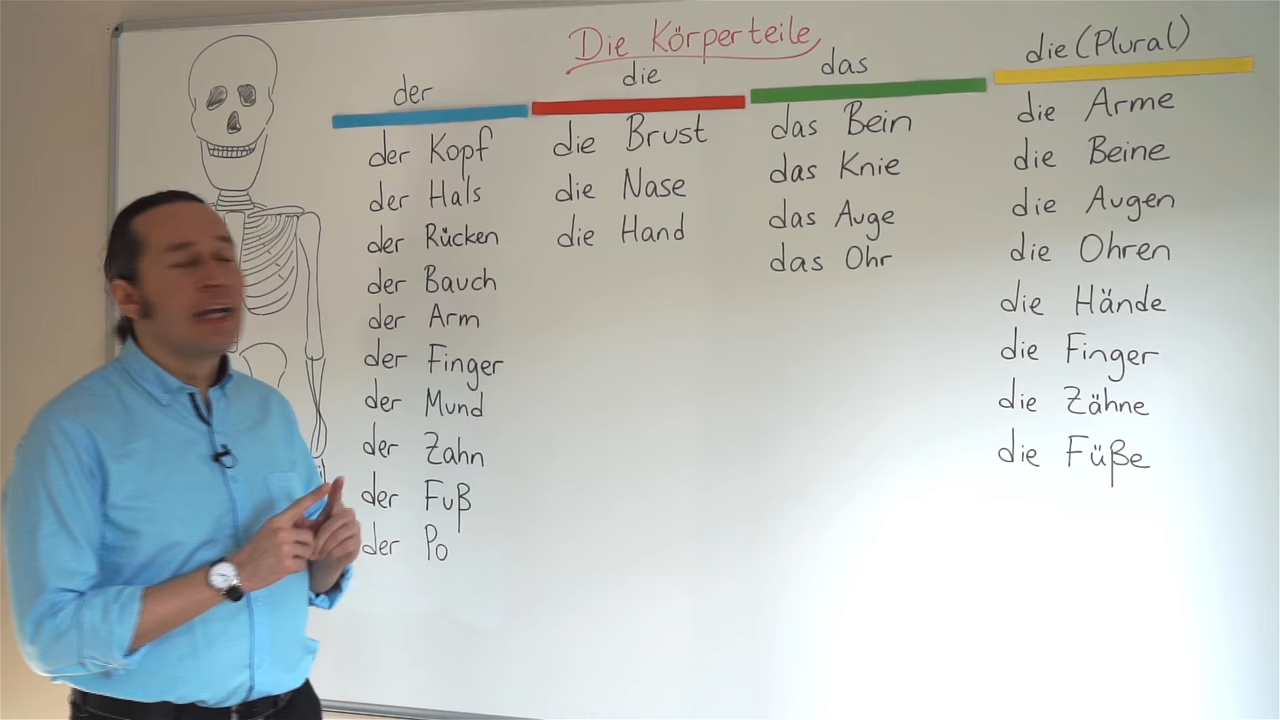 Die Körperteile
der
der Kopf
der Hals
der Rücken
der Bauch
der Arm
der Finger
der Mund
der Zahn
der Fuß
der Po
die
die Brust
die Nase
die Hand
das
das Bein
das Knie
das Auge
das Ohr
die (Plural)
die Arme
die Beine
die Augen
die Ohren
die Hände
die Finger
die Zähne
die Füße